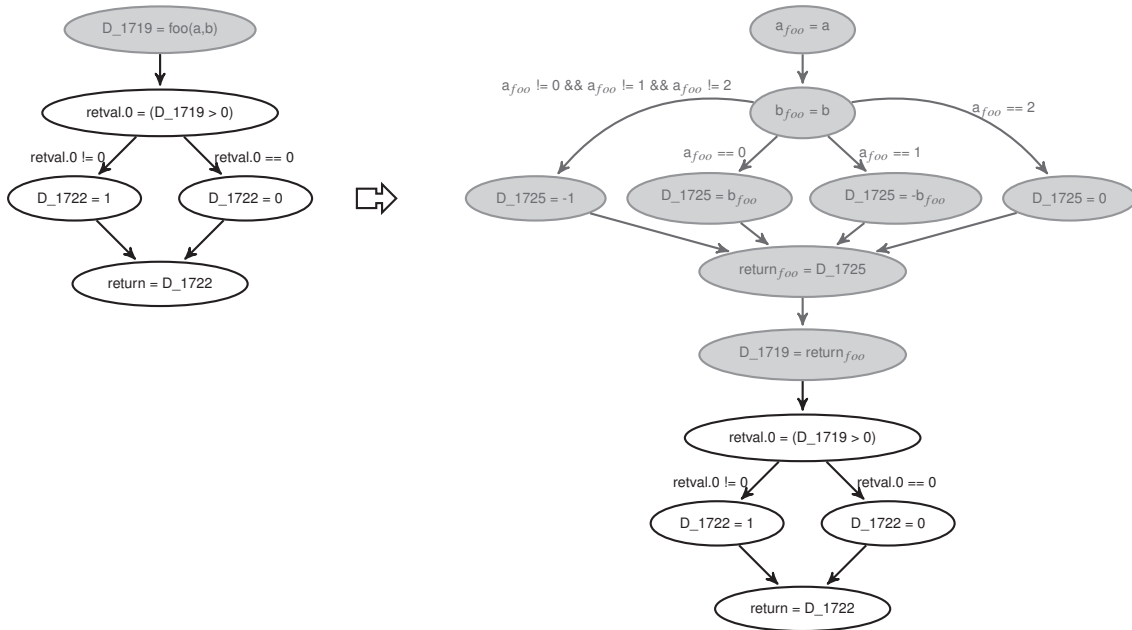 D_1719 = foo(a,b)
retval.0 = (D_1719 > 0)
retval.0 != 0
retval.0 == 0
D_1722 = 1
D_1722 = 0
return = D_1722
a_foo = a
a_foo != 0 && a_foo != 1 && a_foo != 2
b_foo = b
a_foo == 2
a_foo == 0
a_foo == 1
D_1725 = -1
D_1725 = b_foo
D_1725 = -b_foo
D_1725 = 0
return_foo = D_1725
D_1719 = return_foo
retval.0 = (D_1719 > 0)
retval.0 != 0
retval.0 == 0
D_1722 = 1
D_1722 = 0
return = D_1722